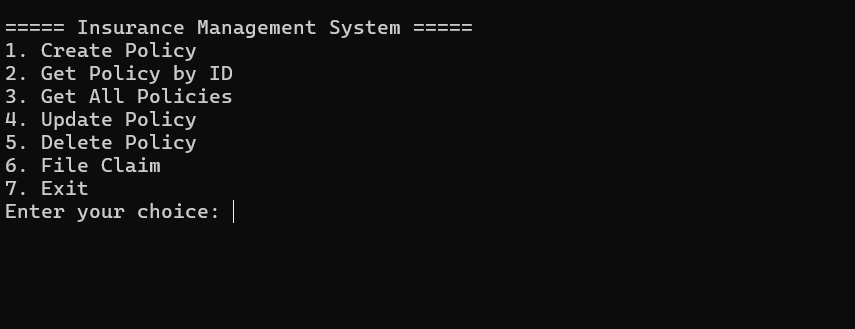 ===== Insurance Management System =====
1. Create Policy
2. Get Policy by ID
3. Get All Policies
4. Update Policy
5. Delete Policy
6. File Claim
7. Exit
Enter your choice: